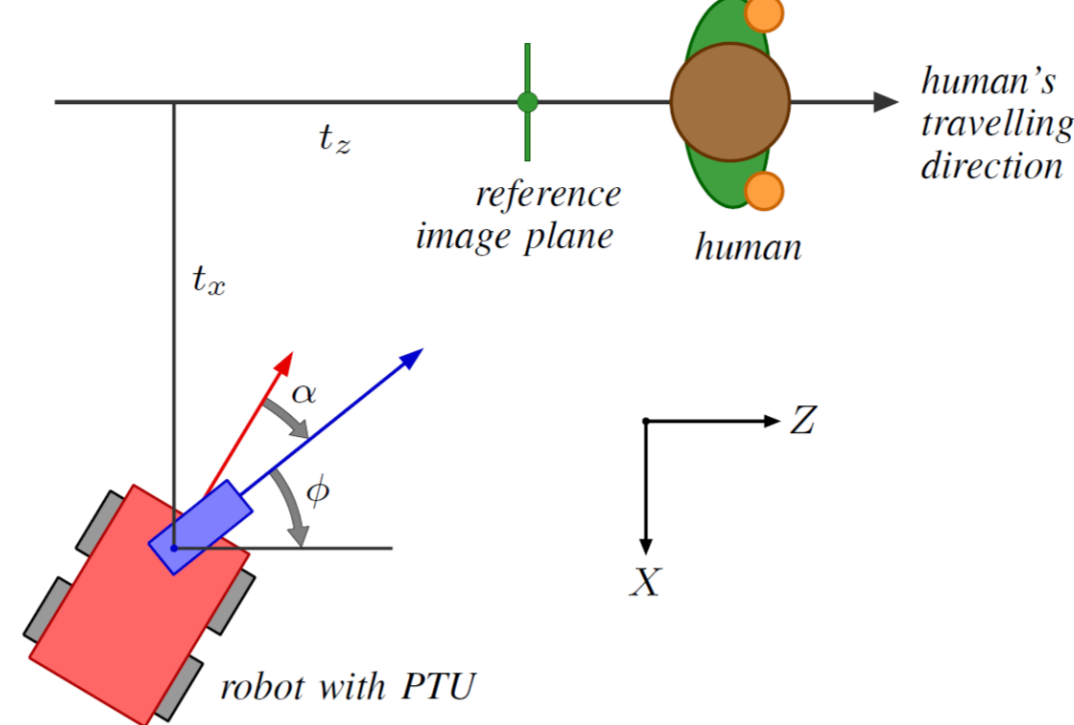 human's
travelling
direction
t_z
reference
image plane
human
t_x
α
ϕ
Z
X
robot with PTU